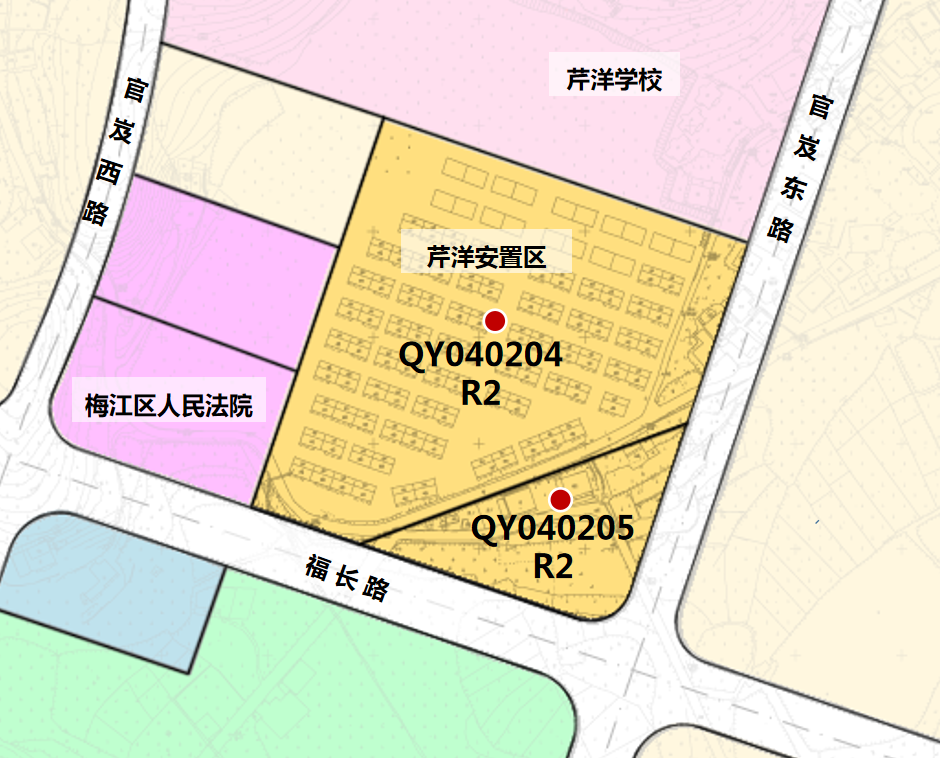 芹洋学校
官岌西路
官岌东路
芹洋安置区
QY040204
R2
梅江区人民法院
QY040205
R2
福长路